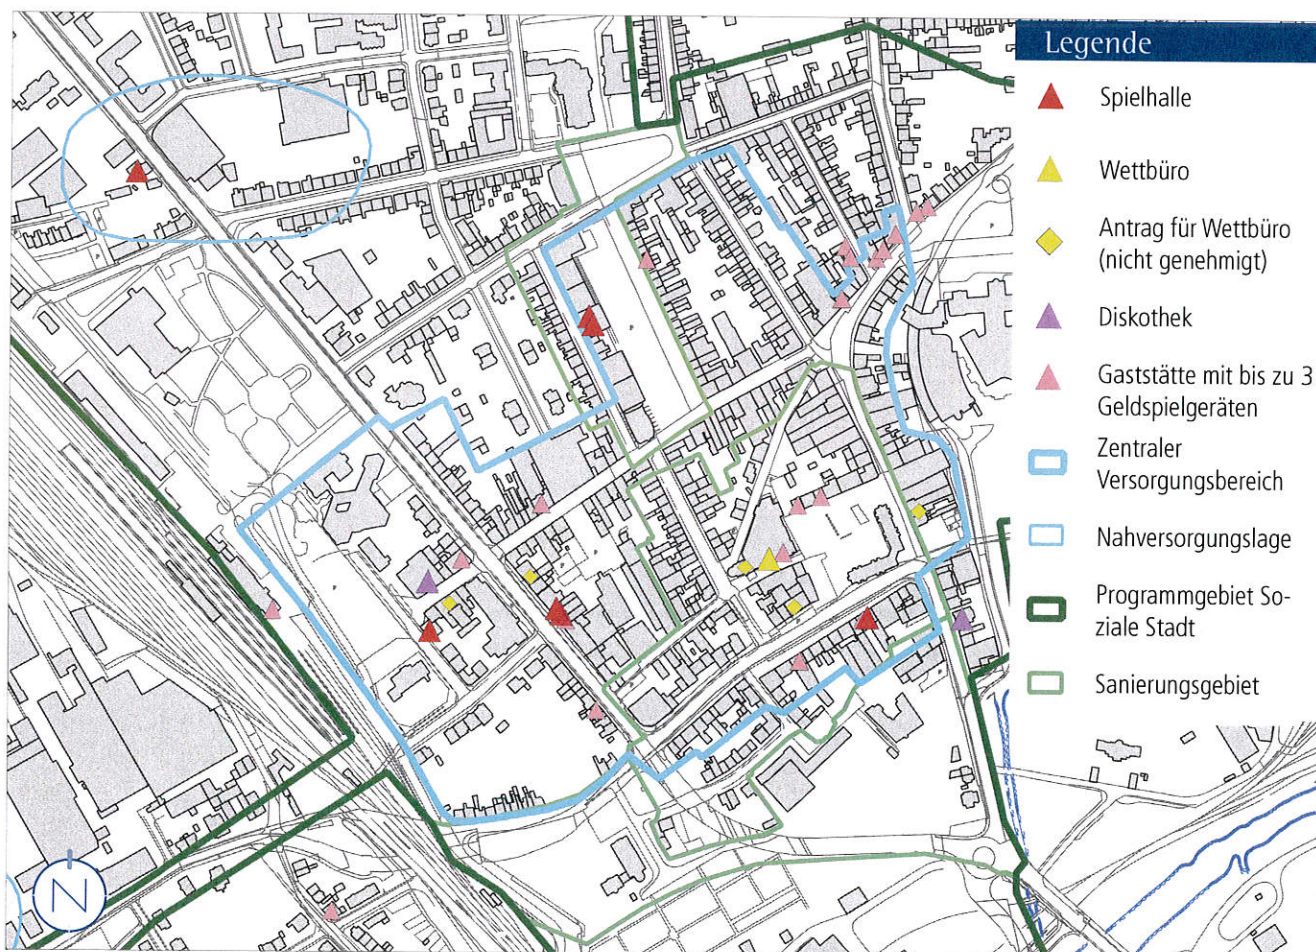 Legende
Spielhalle
Wettbüro
Antrag für Wettbüro
(nicht genehmigt)
Diskothek
Gaststätte mit bis zu 3
Geldspielgeräten
Zentraler
Versorgungsbereich
Nahversorgungslage
Programmgebiet So-
ziale Stadt
Sanierungsgebiet
N